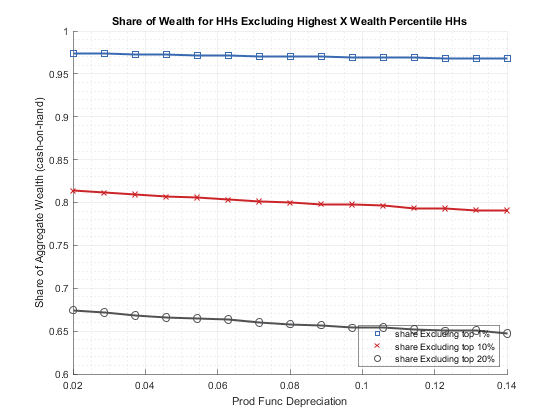 Share of Wealth for HHs Excluding Highest X Wealth Percentile HHs
Share of Aggregate Wealth (cash-on-hand)
1
0.95
0.9
0.85
0.8
0.75
0.7
0.65
0.6
share Excluding top 1%
share Excluding top 10%
share Excluding top 20%
0.02
0.04
0.06
0.08
0.1
0.12
0.14
Prod Func Depreciation